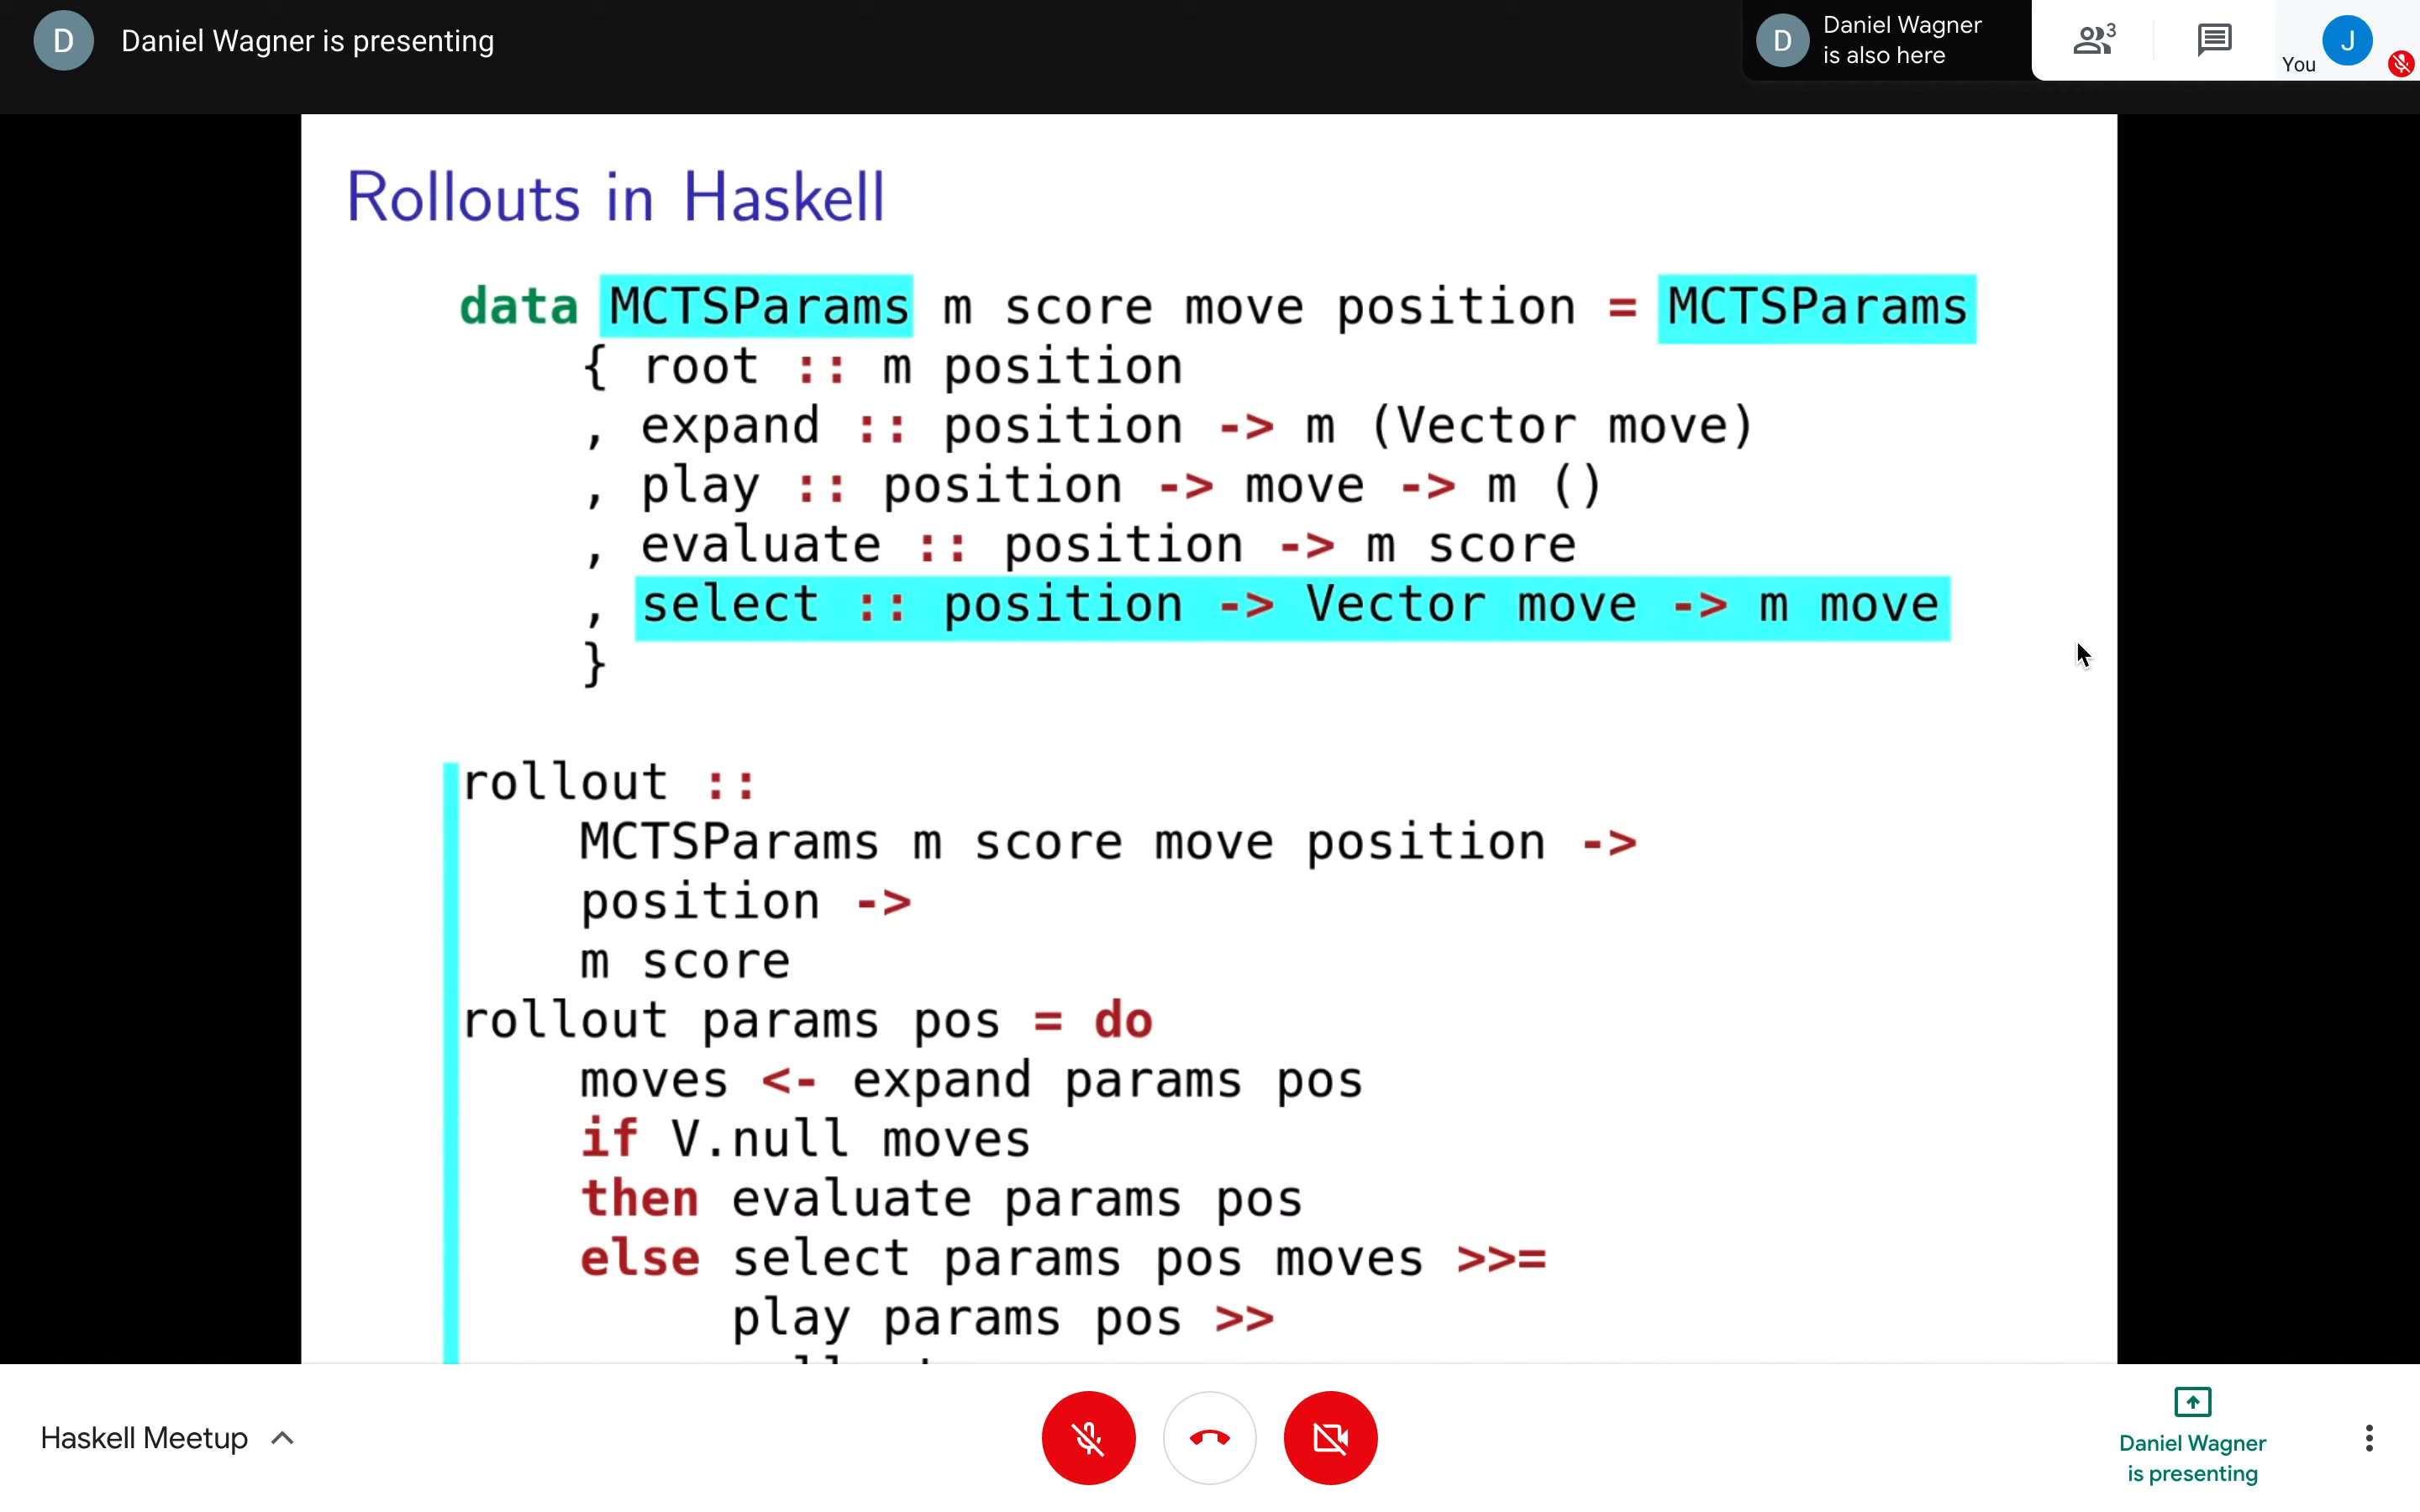 D Daniel Wagner is presenting
D Daniel Wagner
is also here
3
You J
Rollouts in Haskell
data MCTSParams m score move position = MCTSParams
{ root :: m position
, expand :: position -> m (Vector move)
, play :: position -> move -> m ()
, evaluate :: position -> m score
, select :: position -> Vector move -> m move
}
rollout ::
MCTSParams m score move position ->
position ->
m score
rollout params pos = do
moves <- expand params pos
if V.null moves
then evaluate params pos
else select params pos moves >>=
play params pos >>
Haskell Meetup
Daniel Wagner
is presenting